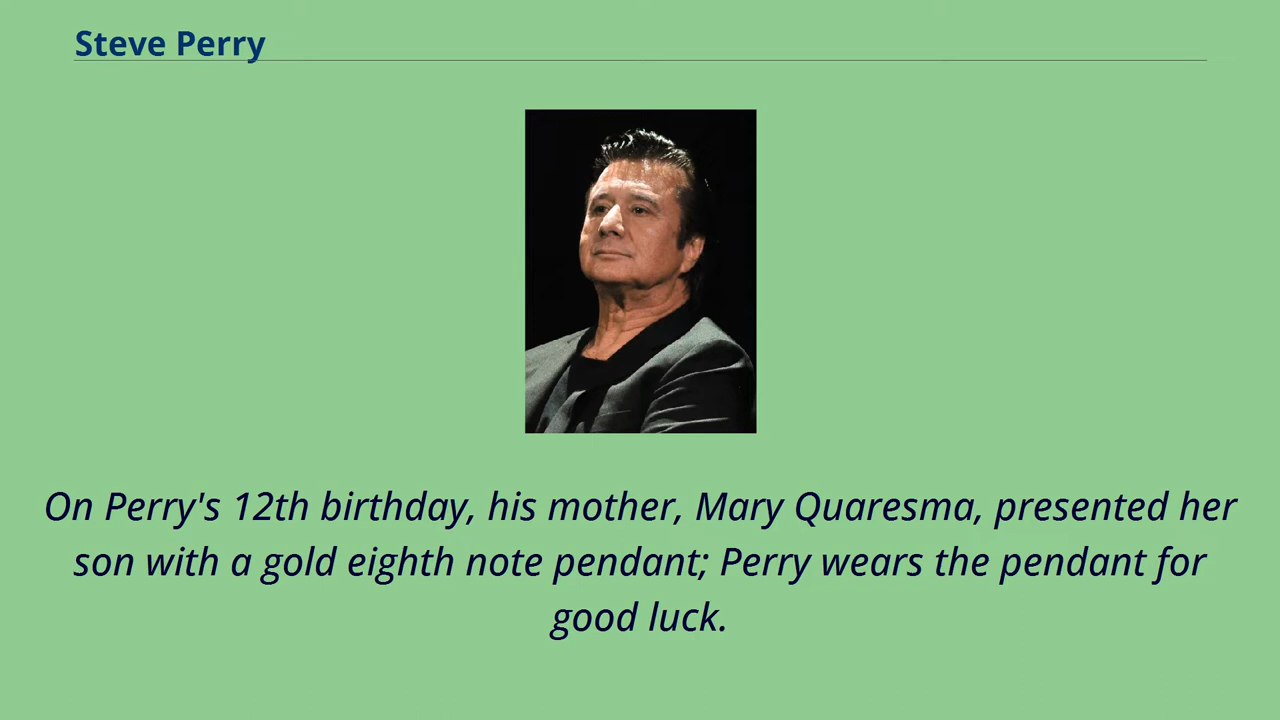 Steve Perry
On Perry's 12th birthday, his mother, Mary Quaresma, presented her
son with a gold eighth note pendant; Perry wears the pendant for
good luck.